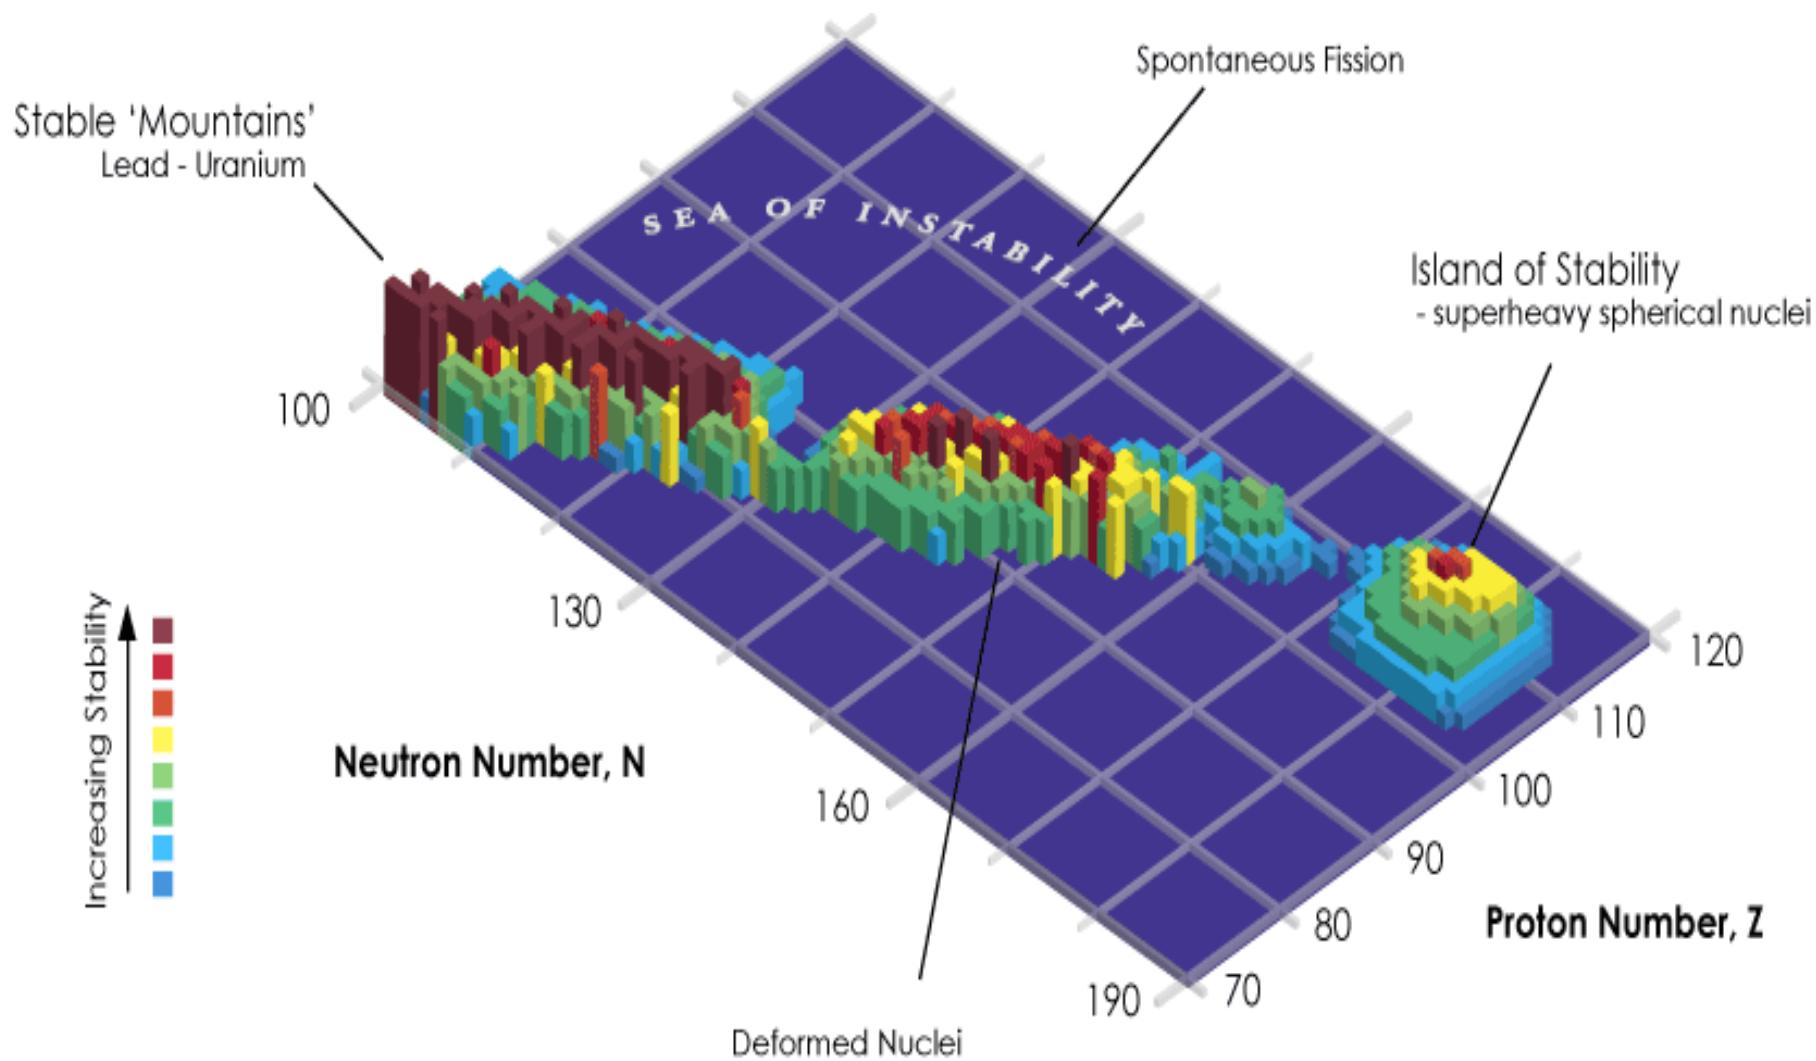 Spontaneous Fission
Stable ‘Mountains’
Lead - Uranium
SEA OF INSTABILITY
Island of Stability
- superheavy spherical nuclei
100
130
160
190
Neutron Number, N
120
110
100
90
80
70
Proton Number, Z
Increasing Stability
Deformed Nuclei